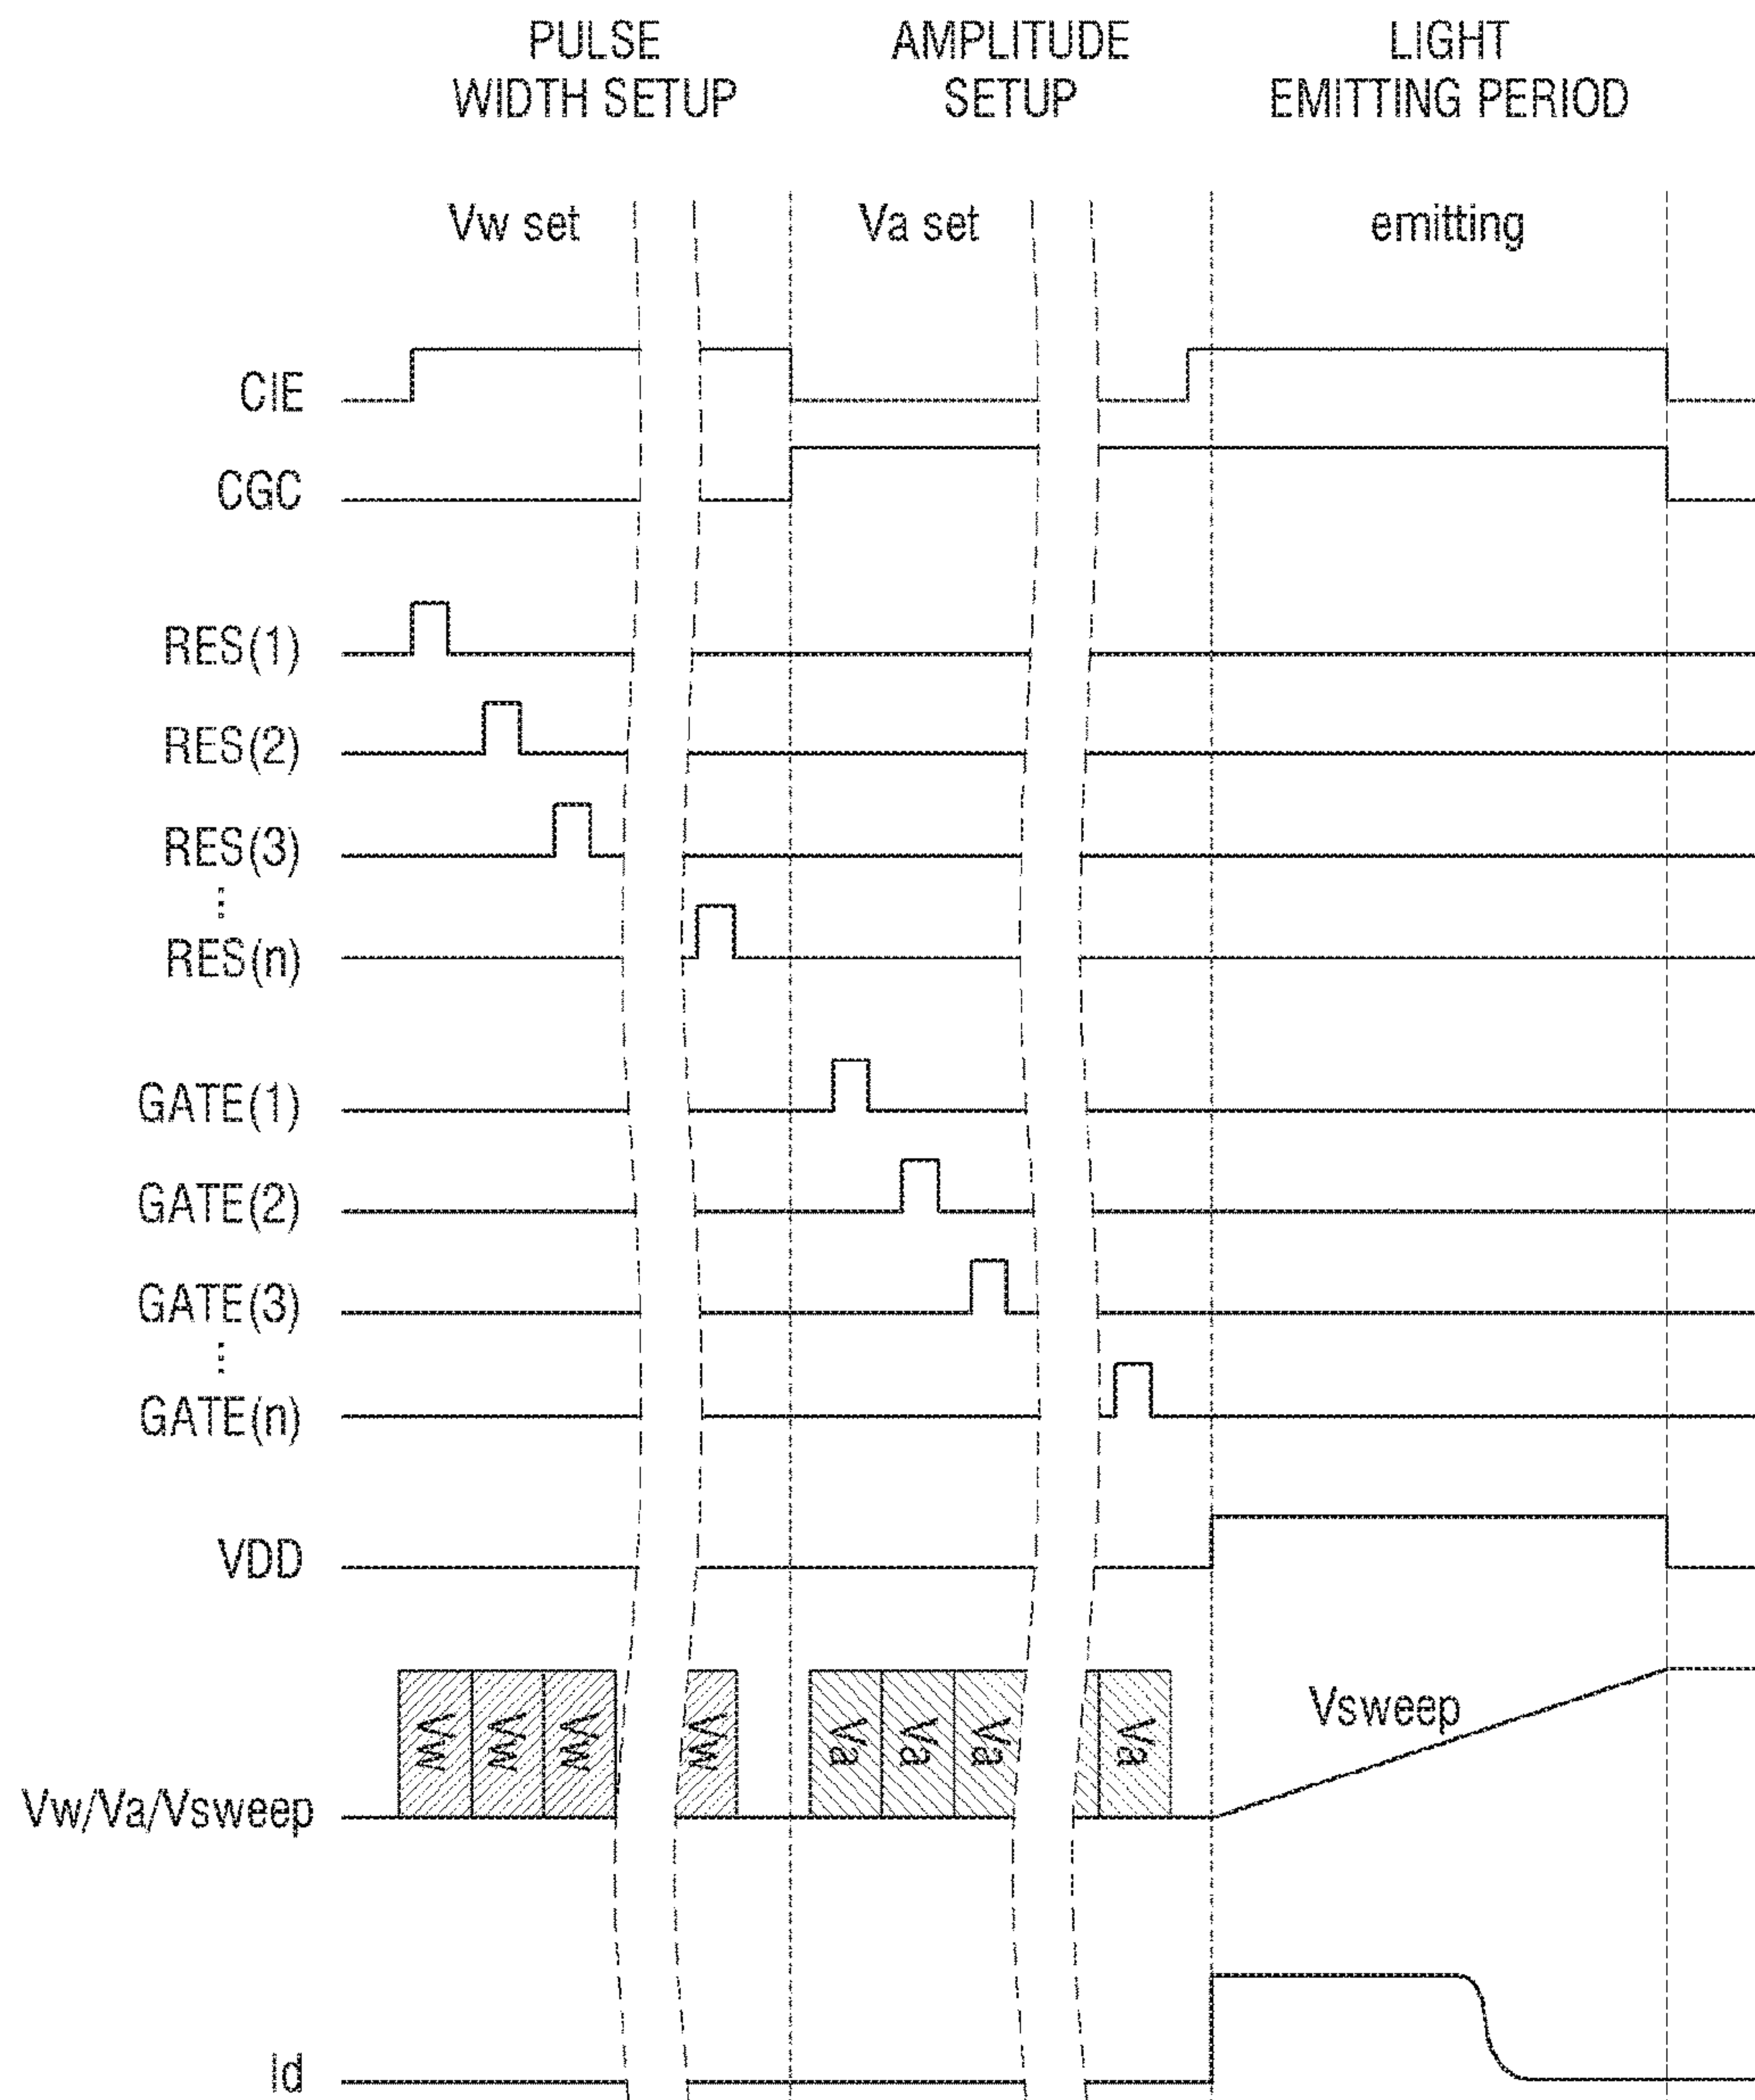 PULSE
WIDTH SETUP
AMPLITUDE
SETUP
LIGHT
EMITTING PERIOD
Vw set
Va set
emitting
CIE
CGC
RES(1)
RES(2)
RES(3)
⋮
RES(n)
GATE(1)
GATE(2)
GATE(3)
⋮
GATE(n)
VDD
Vw
Vw
Vw
Vw
Va
Va
Va
Va
Vsweep
Vw/Va/Vsweep
Id